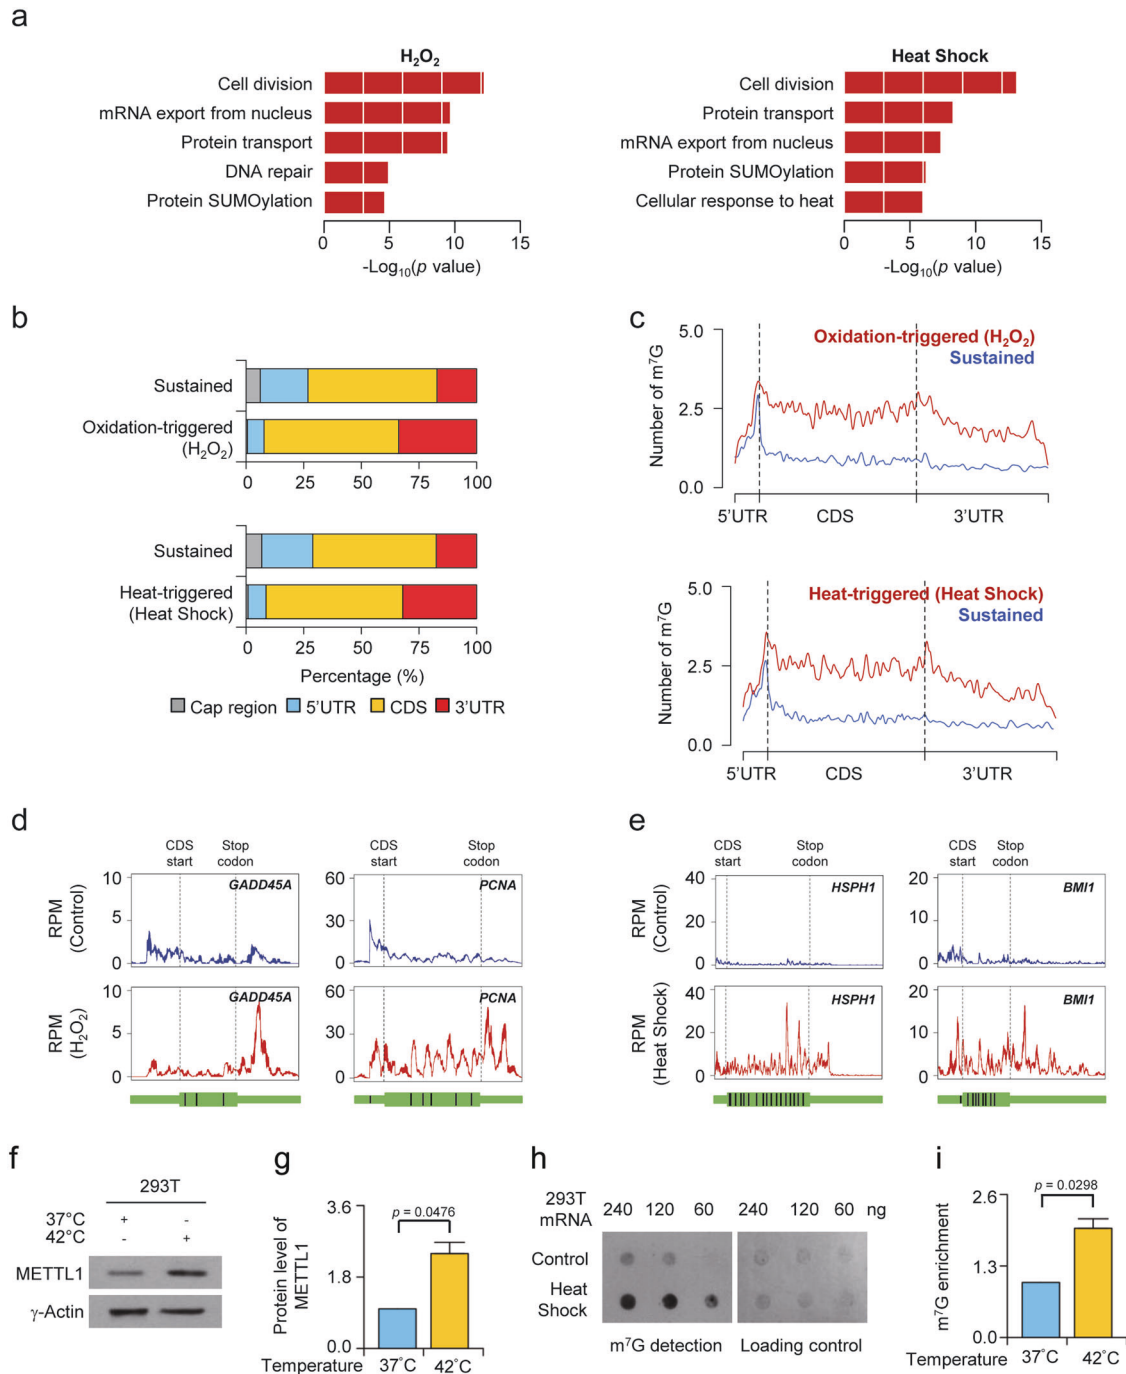 a
H₂O₂
Cell division
mRNA export from nucleus
Protein transport
DNA repair
Protein SUMOylation
0 5 10 15
-Log₁₀(p value)
Heat Shock
Cell division
Protein transport
mRNA export from nucleus
Protein SUMOylation
Cellular response to heat
0 5 10 15
-Log₁₀(p value)
b
Sustained
Oxidation-triggered
(H₂O₂)
0 25 50 75 100
Sustained
Heat-triggered
(Heat Shock)
0 25 50 75 100
Percentage (%)
Cap region 5'UTR CDS 3'UTR
c
Number of m⁷G
5.0
2.5
0.0
Oxidation-triggered (H₂O₂)
Sustained
5'UTR CDS 3'UTR
Number of m⁷G
5.0
2.5
0.0
Heat-triggered (Heat Shock)
Sustained
5'UTR CDS 3'UTR
d
CDS
start
Stop
codon
CDS
start
Stop
codon
RPM
(Control)
10
5
0
GADD45A
60
30
0
PCNA
RPM
(H₂O₂)
10
5
0
GADD45A
60
30
0
PCNA
e
CDS
start
Stop
codon
CDS start
Stop
codon
RPM
(Control)
40
20
0
HSPH1
20
10
0
BMI1
RPM
(Heat Shock)
40
20
0
HSPH1
20
10
0
BMI1
f
293T
37°C + -
42°C - +
METTL1
γ-Actin
g
Protein level of
METTL1
3.6
1.8
0.0
p = 0.0476
Temperature 37°C 42°C
h
293T
mRNA
240 120 60 240 120 60 ng
Control
Heat
Shock
m⁷G detection Loading control
i
m⁷G enrichment
2.6
1.3
0.0
p = 0.0298
Temperature 37°C 42°C